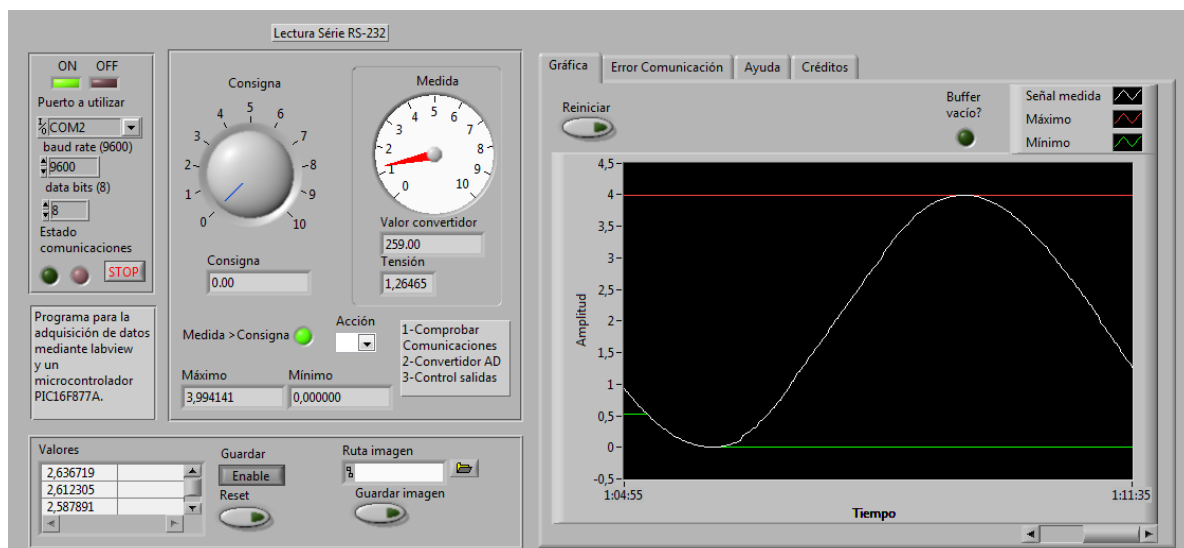 Lectura Série RS-232
ON OFF
Puerto a utilizar
COM2
baud rate (9600)
9600
data bits (8)
8
Estado
comunicaciones
STOP
Programa para la
adquisición de datos
mediante labview
y un
microcontrolador
PIC16F877A.
Consigna
0 1 2 3 4 5 6 7 8 9 10
Consigna
0.00
Medida
0 1 2 3 4 5 6 7 8 9 10
Valor convertidor
259.00
Tensión
1,26465
Medida >Consigna
Acción
1-Comprobar
Comunicaciones
2-Convertidor AD
3-Control salidas
Máximo
3,994141
Mínimo
0,000000
Valores
2,636719
2,612305
2,587891
Guardar
Enable
Reset
Ruta imagen
Guardar imagen
Gráfica Error Comunicación Ayuda Créditos
Reiniciar
Buffer
vacío?
Señal medida
Máximo
Mínimo
Amplitud
4,5
4
3,5
3
2,5
2
1,5
1
0,5
0
-0,5
1:04:55 1:11:35
Tiempo